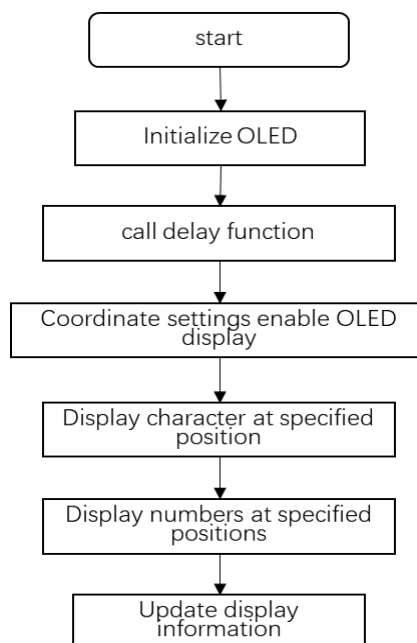 start
Initialize OLED
call delay function
Coordinate settings enable OLED
display
Display character at specified
position
Display numbers at specified
positions
Update display
information